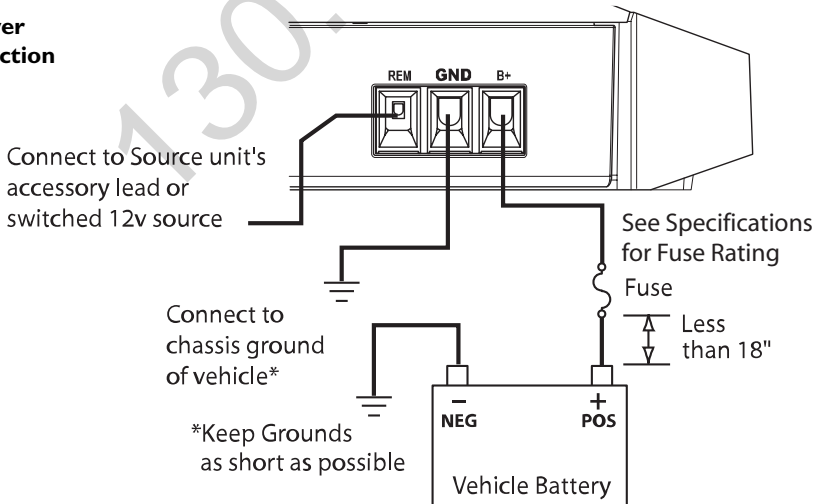 ver
ction
130.
REM GND B+
Connect to Source unit's
accessory lead or
switched 12v source
See Specifications
for Fuse Rating
Fuse
Less
than 18"
Connect to
chassis ground
of vehicle*
*Keep Grounds
as short as possible
– +
NEG POS
Vehicle Battery